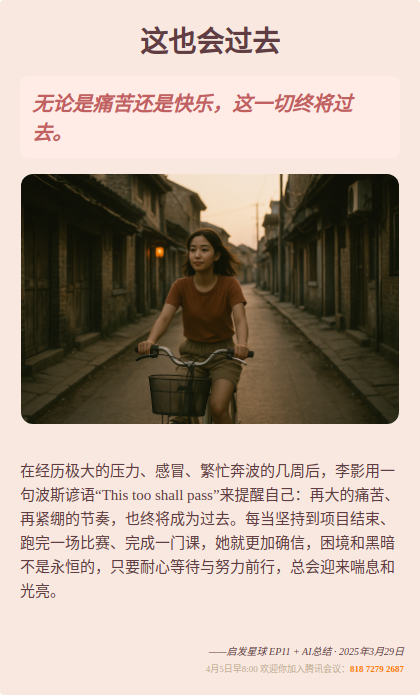 这也会过去
无论是痛苦还是快乐，这一切终将过
去。
在经历极大的压力、感冒、繁忙奔波的几周后，李影用一
句波斯谚语“This too shall pass”来提醒自己：再大的痛苦、
再紧绷的节奏，也终将成为过去。每当坚持到项目结束、
跑完一场比赛、完成一门课，她就更加确信，困境和黑暗
不是永恒的，只要耐心等待与努力前行，总会迎来喘息和
光亮。
——启发星球 EP11 + AI总结 · 2025年3月29日
4月5日早8:00 欢迎你加入腾讯会议：818 7279 2687